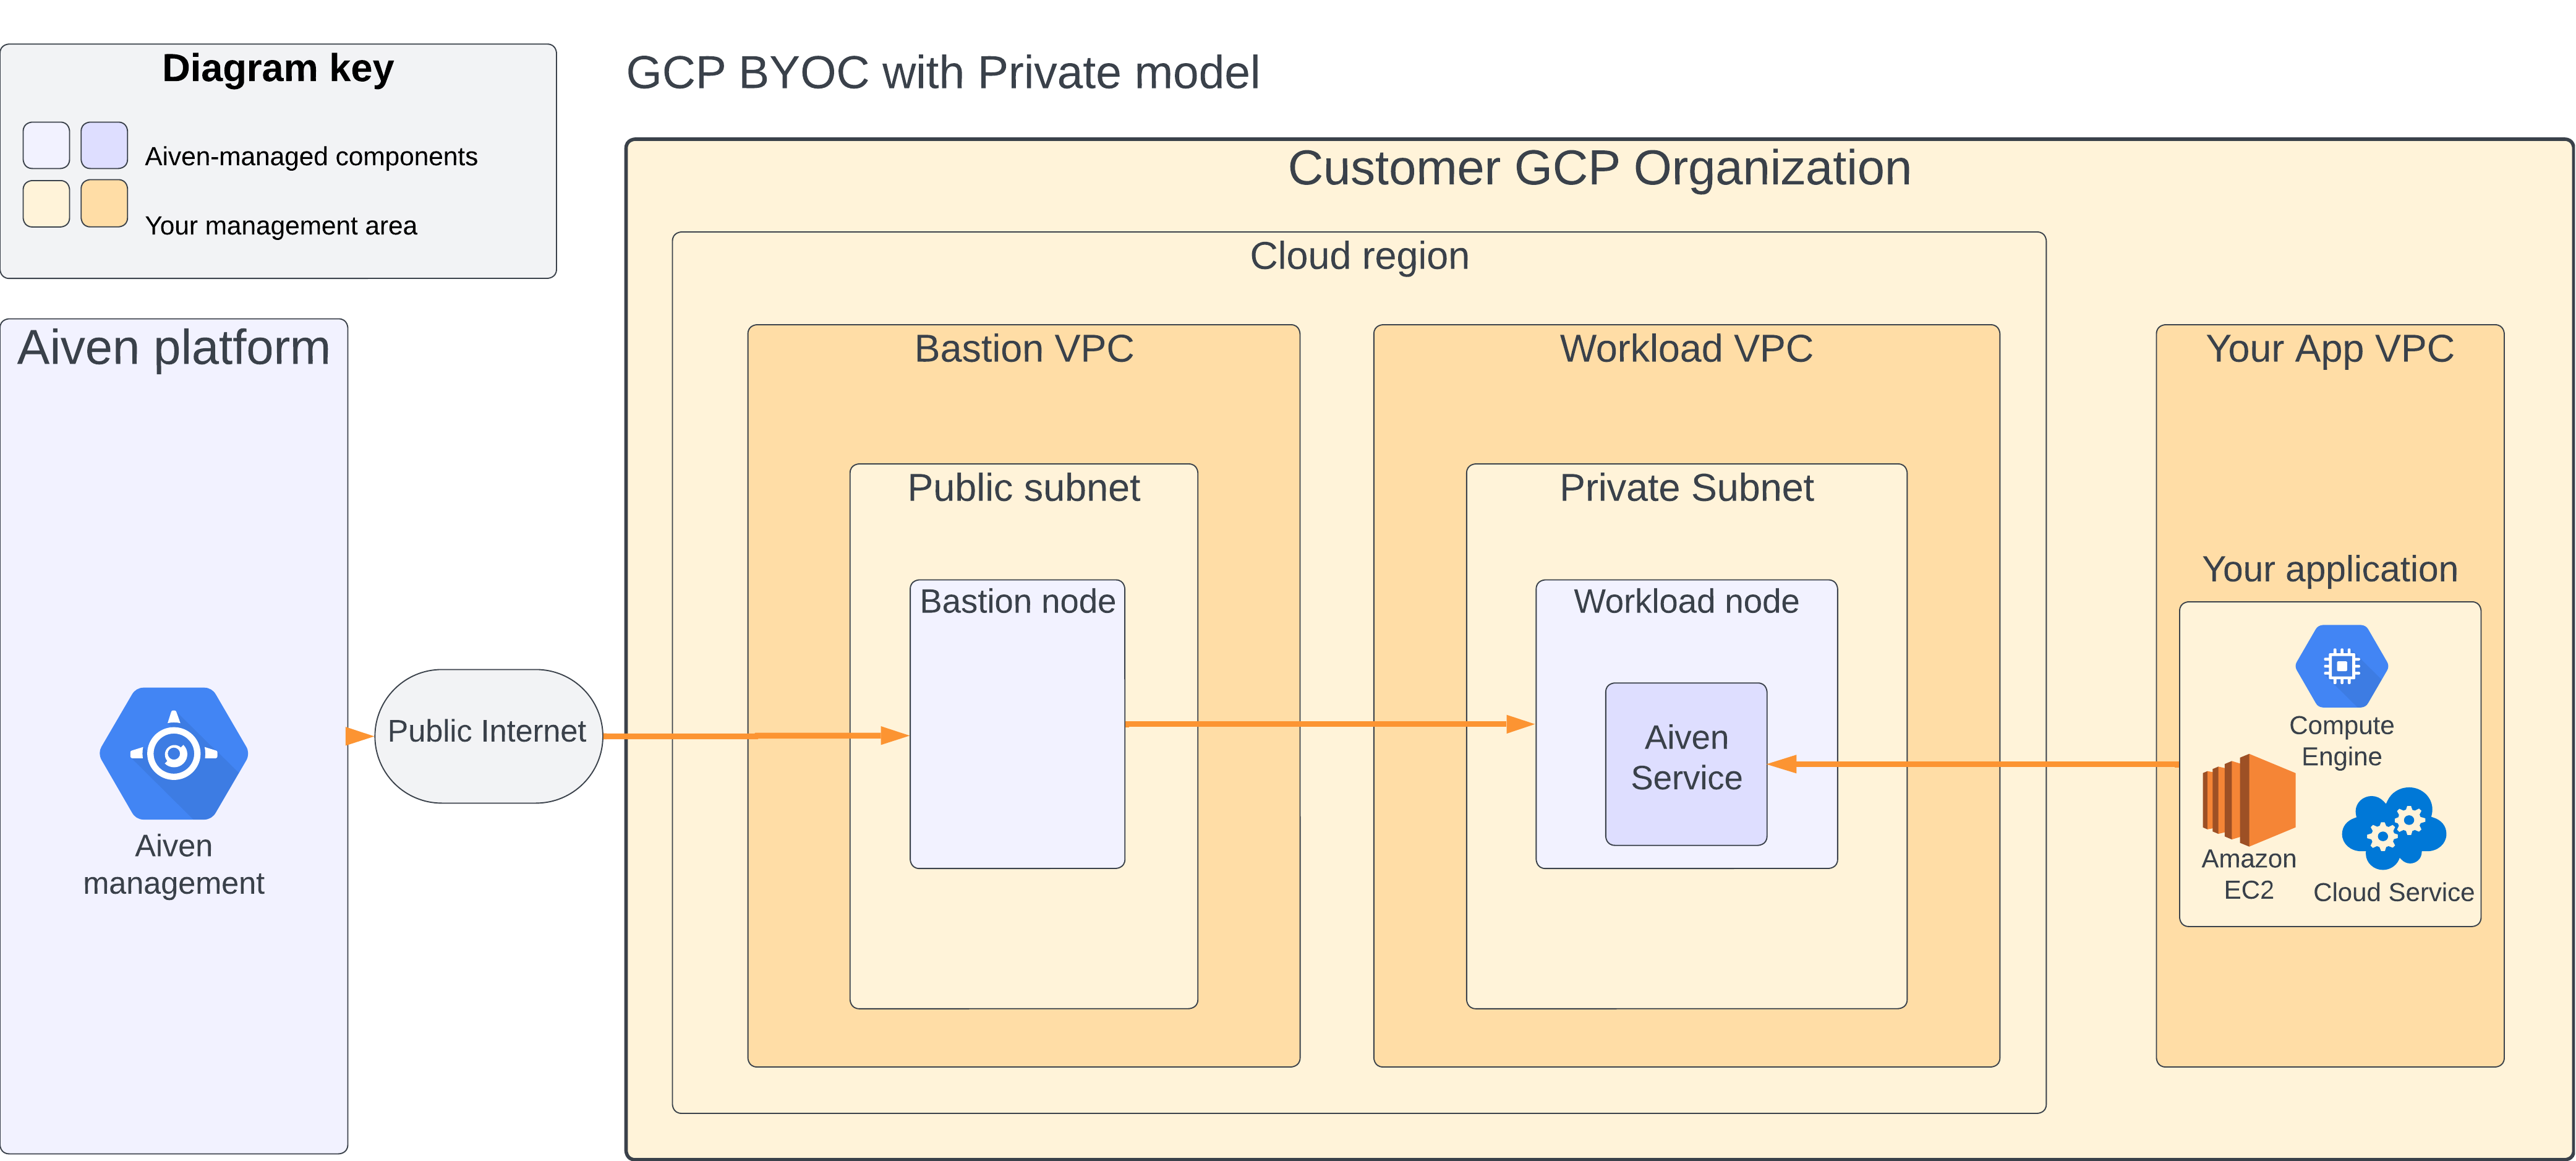 Diagram key
Aiven-managed components
Your management area
GCP BYOC with Private model
Customer GCP Organization
Cloud region
Aiven platform
Aiven
management
Public Internet
Bastion VPC
Public subnet
Bastion node
Workload VPC
Private Subnet
Workload node
Aiven
Service
Your App VPC
Your application
Compute
Engine
Amazon
EC2
Cloud Service